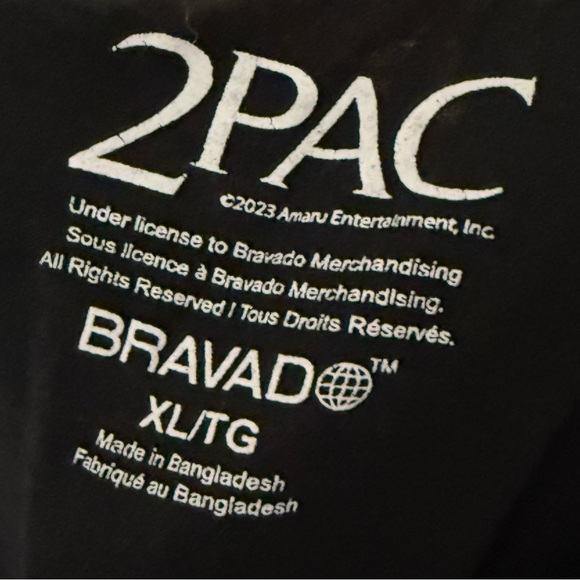 2PAC
©2023 Amaru Entertainment, Inc.
Under license to Bravado Merchandising
Sous licence à Bravado Merchandising.
All Rights Reserved / Tous Droits Réservés.
BRAVADO™
XL/TG
Made in Bangladesh
Fabriqué au Bangladesh